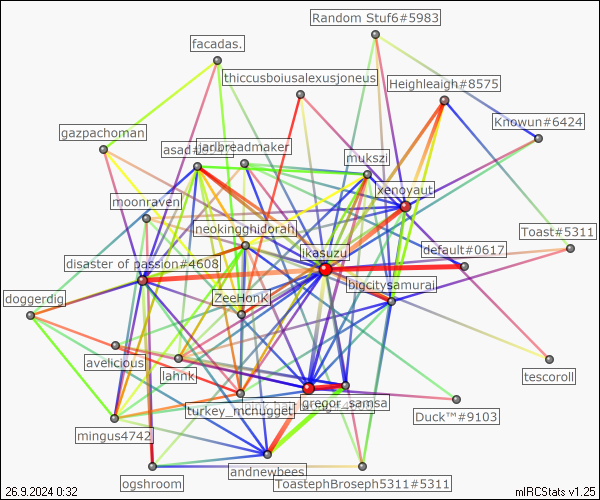 Random Stuf6#5983
facadas.
thiccusboiusalexusjoneus
Heighleagh#8575
Knowun#6424
gazpachoman
jarlbreadmaker
mukszi
xenoyaut
moonraven
neokingghidorah
Toast#5311
ikasuzu
default#0617
disaster of passion#4608
bigcitysamurai
ZeeHonk
doggerdig
avelicious
lahnk
tescoroll
gregor_samsa
turkey_mcnugget
Duck™#9103
mingus4742
andnewbees
ogshroom
ToastephBroseph5311#5311
26.9.2024 0:32
mIRCStats v1.25